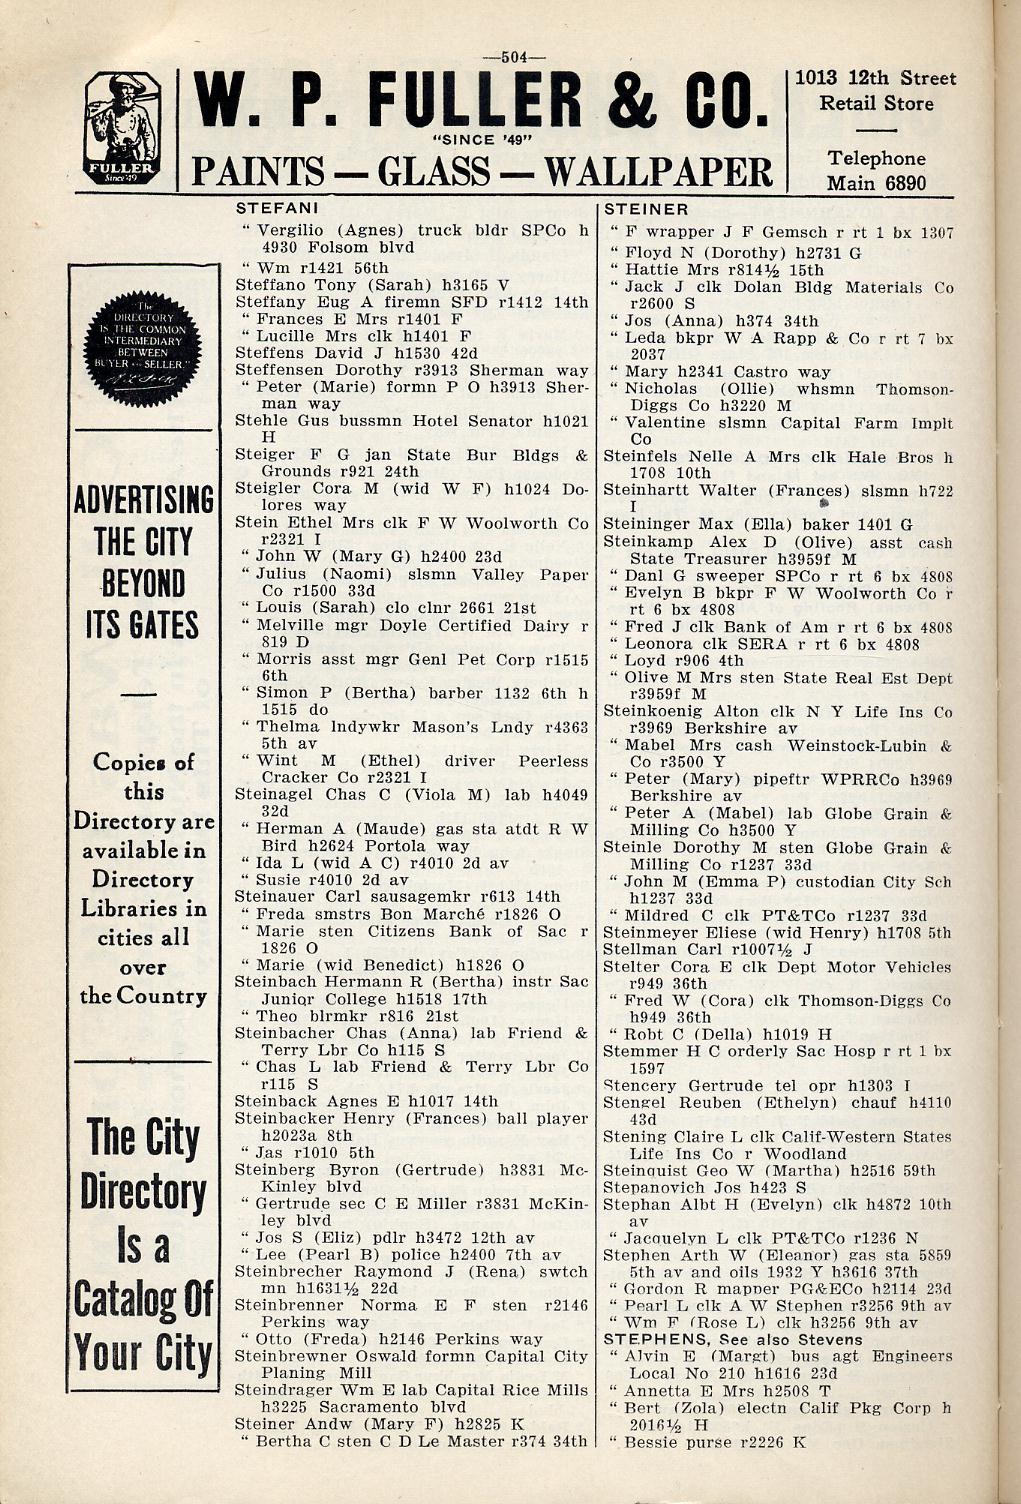 —504—
FULLER
Since '49
W. P. FULLER & CO.
"SINCE '49"
PAINTS — GLASS — WALLPAPER
1013 12th Street
Retail Store
Telephone
Main 6890
The
DIRECTORY
IS THE COMMON
INTERMEDIARY
BETWEEN
BUYER and SELLER."
R. L. Polk
ADVERTISING
THE CITY
BEYOND
ITS GATES
Copies of
this
Directory are
available in
Directory
Libraries in
cities all
over
the Country
The City
Directory
Is a
Catalog Of
Your City
STEFANI
" Vergilio (Agnes) truck bldr SPCo h
4930 Folsom blvd
" Wm r1421 56th
Steffano Tony (Sarah) h3165 V
Steffany Eug A firemn SFD r1412 14th
" Frances E Mrs r1401 F
" Lucille Mrs clk h1401 F
Steffens David J h1530 42d
Steffensen Dorothy r3913 Sherman way
" Peter (Marie) formn P O h3913 Sher-
man way
Stehle Gus bussmn Hotel Senator h1021
H
Steiger F G jan State Bur Bldgs &
Grounds r921 24th
Steigler Cora M (wid W F) h1024 Do-
lores way
Stein Ethel Mrs clk F W Woolworth Co
r2321 I
" John W (Mary G) h2400 23d
" Julius (Naomi) slsmn Valley Paper
Co r1500 33d
" Louis (Sarah) clo clnr 2661 21st
" Melville mgr Doyle Certified Dairy r
819 D
" Morris asst mgr Genl Pet Corp r1515
6th
" Simon P (Bertha) barber 1132 6th h
1515 do
" Thelma lndywkr Mason's Lndy r4363
5th av
" Wint M (Ethel) driver Peerless
Cracker Co r2321 I
Steinagel Chas C (Viola M) lab h4049
32d
" Herman A (Maude) gas sta atdt R W
Bird h2624 Portola way
" Ida L (wid A C) r4010 2d av
" Susie r4010 2d av
Steinauer Carl sausagemkr r613 14th
" Freda smstrs Bon Marché r1826 O
" Marie sten Citizens Bank of Sac r
1826 O
" Marie (wid Benedict) h1826 O
Steinbach Hermann R (Bertha) instr Sac
Junior College h1518 17th
" Theo blrmkr r816 21st
Steinbacher Chas (Anna) lab Friend &
Terry Lbr Co h115 S
" Chas L lab Friend & Terry Lbr Co
r115 S
Steinback Agnes E h1017 14th
Steinbacker Henry (Frances) ball player
h2023a 8th
" Jas r1010 5th
Steinberg Byron (Gertrude) h3831 Mc-
Kinley blvd
" Gertrude sec C E Miller r3831 McKin-
ley blvd
" Jos S (Eliz) pdlr h3472 12th av
" Lee (Pearl B) police h2400 7th av
Steinbrecher Raymond J (Rena) swtch
mn h1631½ 22d
Steinbrenner Norma E F sten r2146
Perkins way
" Otto (Freda) h2146 Perkins way
Steinbrewner Oswald formn Capital City
Planing Mill
Steindrager Wm E lab Capital Rice Mills
h3225 Sacramento blvd
Steiner Andw (Mary F) h2825 K
" Bertha C sten C D Le Master r374 34th
STEINER
" F wrapper J F Gemsch r rt 1 bx 1307
" Floyd N (Dorothy) h2731 G
" Hattie Mrs r814½ 15th
" Jack J clk Dolan Bldg Materials Co
r2600 S
" Jos (Anna) h374 34th
" Leda bkpr W A Rapp & Co r rt 7 bx
2037
" Mary h2341 Castro way
" Nicholas (Ollie) whsmn Thomson-
Diggs Co h3220 M
" Valentine slsmn Capital Farm Implt
Co
Steinfels Nelle A Mrs clk Hale Bros h
1708 10th
Steinhartt Walter (Frances) slsmn h722
I
Steininger Max (Ella) baker 1401 G
Steinkamp Alex D (Olive) asst cash
State Treasurer h3959f M
" Danl G sweeper SPCo r rt 6 bx 4808
" Evelyn B bkpr F W Woolworth Co r
rt 6 bx 4808
" Fred J clk Bank of Am r rt 6 bx 4808
" Leonora clk SERA r rt 6 bx 4808
" Loyd r906 4th
" Olive M Mrs sten State Real Est Dept
r3959f M
Steinkoenig Alton clk N Y Life Ins Co
r3969 Berkshire av
" Mabel Mrs cash Weinstock-Lubin &
Co r3500 Y
" Peter (Mary) pipeftr WPRRCo h3969
Berkshire av
" Peter A (Mabel) lab Globe Grain &
Milling Co h3500 Y
Steinle Dorothy M sten Globe Grain &
Milling Co r1237 33d
" John M (Emma P) custodian City Sch
h1237 33d
" Mildred C clk PT&TCo r1237 33d
Steinmeyer Eliese (wid Henry) h1708 5th
Stellman Carl r1007½ J
Stelter Cora E clk Dept Motor Vehicles
r949 36th
" Fred W (Cora) clk Thomson-Diggs Co
h949 36th
" Robt C (Della) h1019 H
Stemmer H C orderly Sac Hosp r rt 1 bx
1597
Stencery Gertrude tel opr h1303 I
Stengel Reuben (Ethelyn) chauf h4110
43d
Stening Claire L clk Calif-Western States
Life Ins Co r Woodland
Steinquist Geo W (Martha) h2516 59th
Stepanovich Jos h423 S
Stephan Albt H (Evelyn) clk h4872 10th
av
" Jacquelyn L clk PT&TCo r1236 N
Stephen Arth W (Eleanor) gas sta 5859
5th av and oils 1932 Y h3616 37th
" Gordon R mapper PG&ECo h2114 23d
" Pearl L clk A W Stephen r3256 9th av
" Wm F (Rose L) clk h3256 9th av
STEPHENS, See also Stevens
" Alvin E (Margt) bus agt Engineers
Local No 210 h1616 23d
" Annetta E Mrs h2508 T
" Bert (Zola) electn Calif Pkg Corp h
2016½ H
" Bessie purse r2226 K